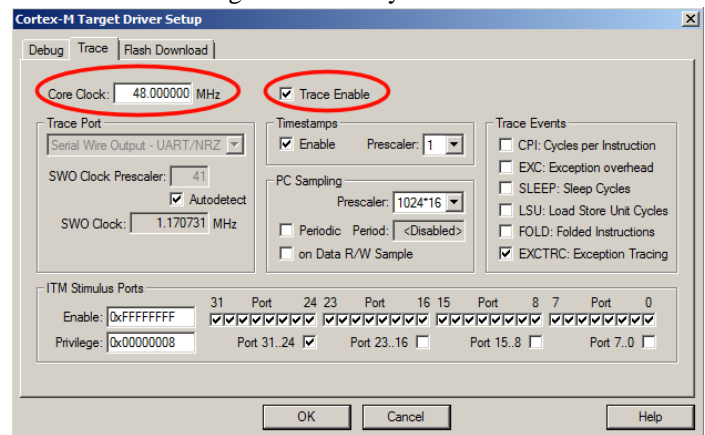 Cortex-M Target Driver Setup
Debug Trace Flash Download
Core Clock: 48.000000 MHz
Trace Enable
Trace Port
Serial Wire Output - UART/NRZ
SWO Clock Prescaler: 41
Autodetect
SWO Clock: 1.170731 MHz
Timestamps
Enable Prescaler: 1
PC Sampling
Prescaler: 1024*16
Periodic Period: <Disabled>
on Data R/W Sample
Trace Events
CPI: Cycles per Instruction
EXC: Exception overhead
SLEEP: Sleep Cycles
LSU: Load Store Unit Cycles
FOLD: Folded Instructions
EXCTRC: Exception Tracing
ITM Stimulus Ports
31 Port 24 23 Port 16 15 Port 8 7 Port 0
Enable: 0xFFFFFFFF
Privilege: 0x00000008 Port 31..24 Port 23..16 Port 15..8 Port 7..0
OK Cancel Help